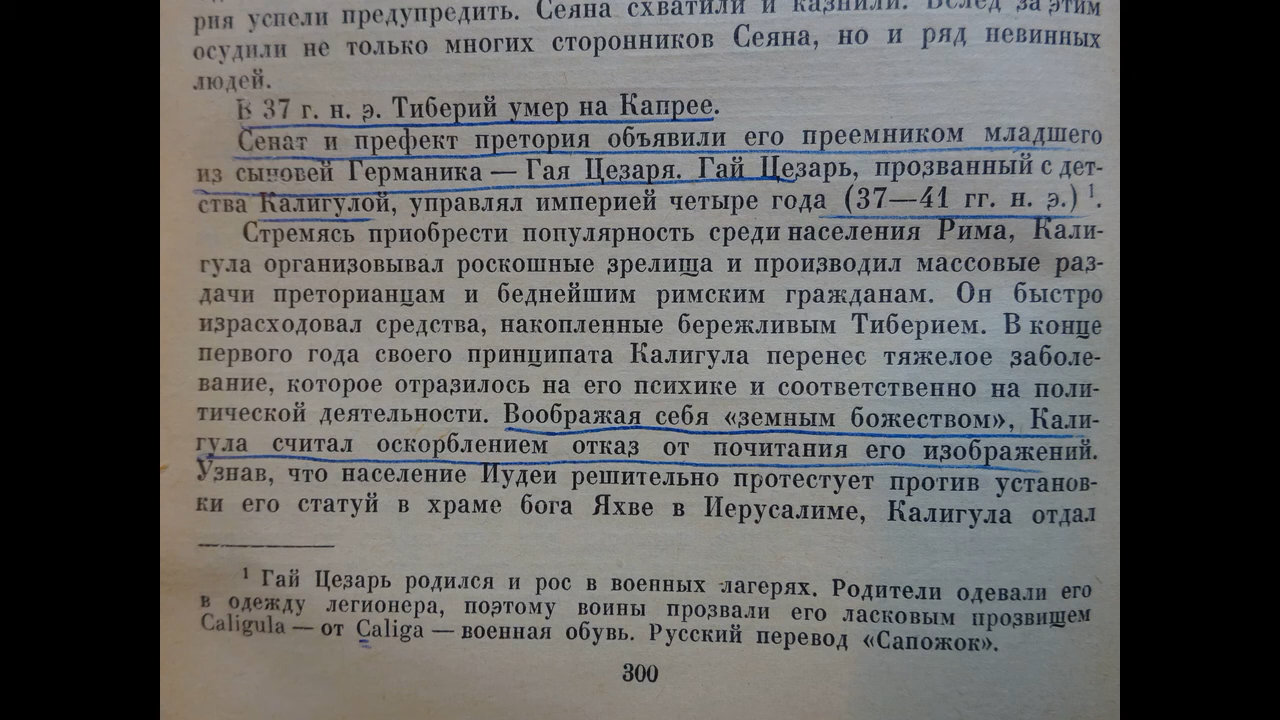 рия успели предупредить. Сеяна схватили и казнили. Вслед за этим
осудили не только многих сторонников Сеяна, но и ряд невинных
людей.
В 37 г. н. э. Тиберий умер на Капрее.
Сенат и префект претория объявили его преемником младшего
из сыновей Германика — Гая Цезаря. Гай Цезарь, прозванный с дет-
ства Калигулой, управлял империей четыре года (37—41 гг. н. э.) ¹.
Стремясь приобрести популярность среди населения Рима, Кали-
гула организовывал роскошные зрелища и производил массовые раз-
дачи преторианцам и беднейшим римским гражданам. Он быстро
израсходовал средства, накопленные бережливым Тиберием. В конце
первого года своего принципата Калигула перенес тяжелое заболе-
вание, которое отразилось на его психике и соответственно на поли-
тической деятельности. Воображая себя «земным божеством», Кали-
гула считал оскорблением отказ от почитания его изображений.
Узнав, что население Иудеи решительно протестует против установ-
ки его статуй в храме бога Яхве в Иерусалиме, Калигула отдал
¹ Гай Цезарь родился и рос в военных лагерях. Родители одевали его
в одежду легионера, поэтому воины прозвали его ласковым прозвищем
Caligula — от Caliga — военная обувь. Русский перевод «Сапожок».
300